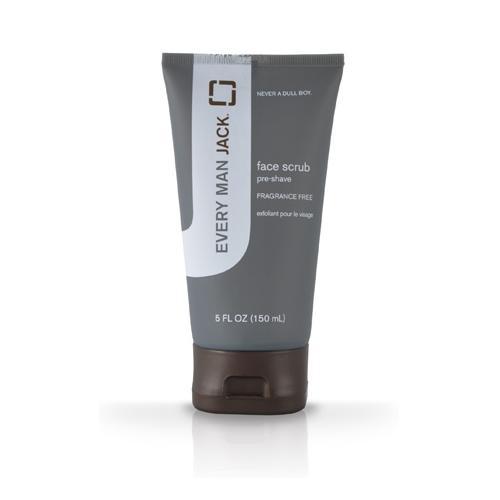 NEVER A DULL BOY.
EVERY MAN JACK.
face scrub
pre-shave
FRAGRANCE FREE
exfoliant pour le visage
5 FL OZ (150 mL)